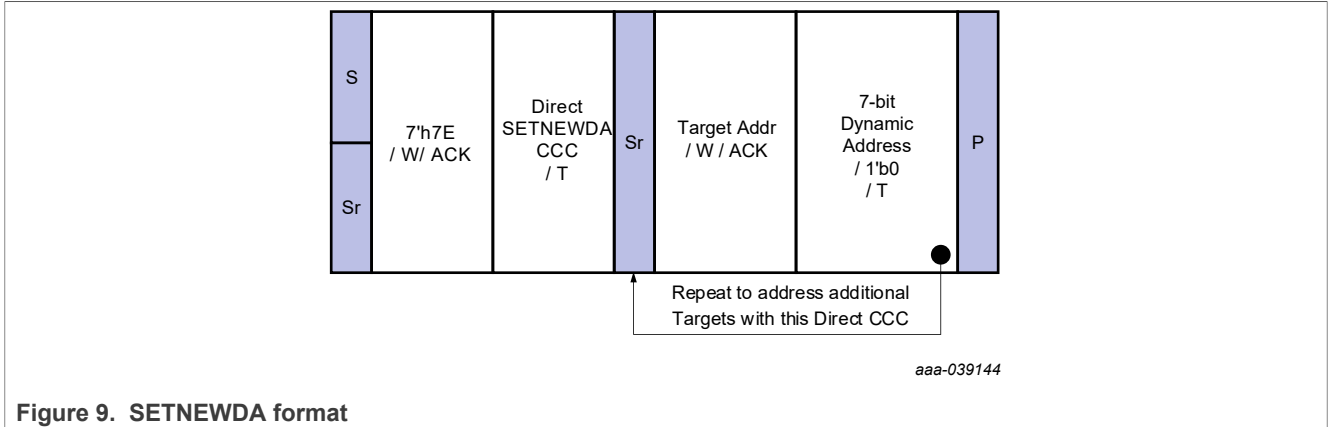 S
Sr
7'h7E
/ W/ ACK
Direct
SETNEWDA
CCC
/ T
Sr
Target Addr
/ W / ACK
7-bit
Dynamic
Address
/ 1'b0
/ T
P
Repeat to address additional
Targets with this Direct CCC
aaa-039144
Figure 9. SETNEWDA format